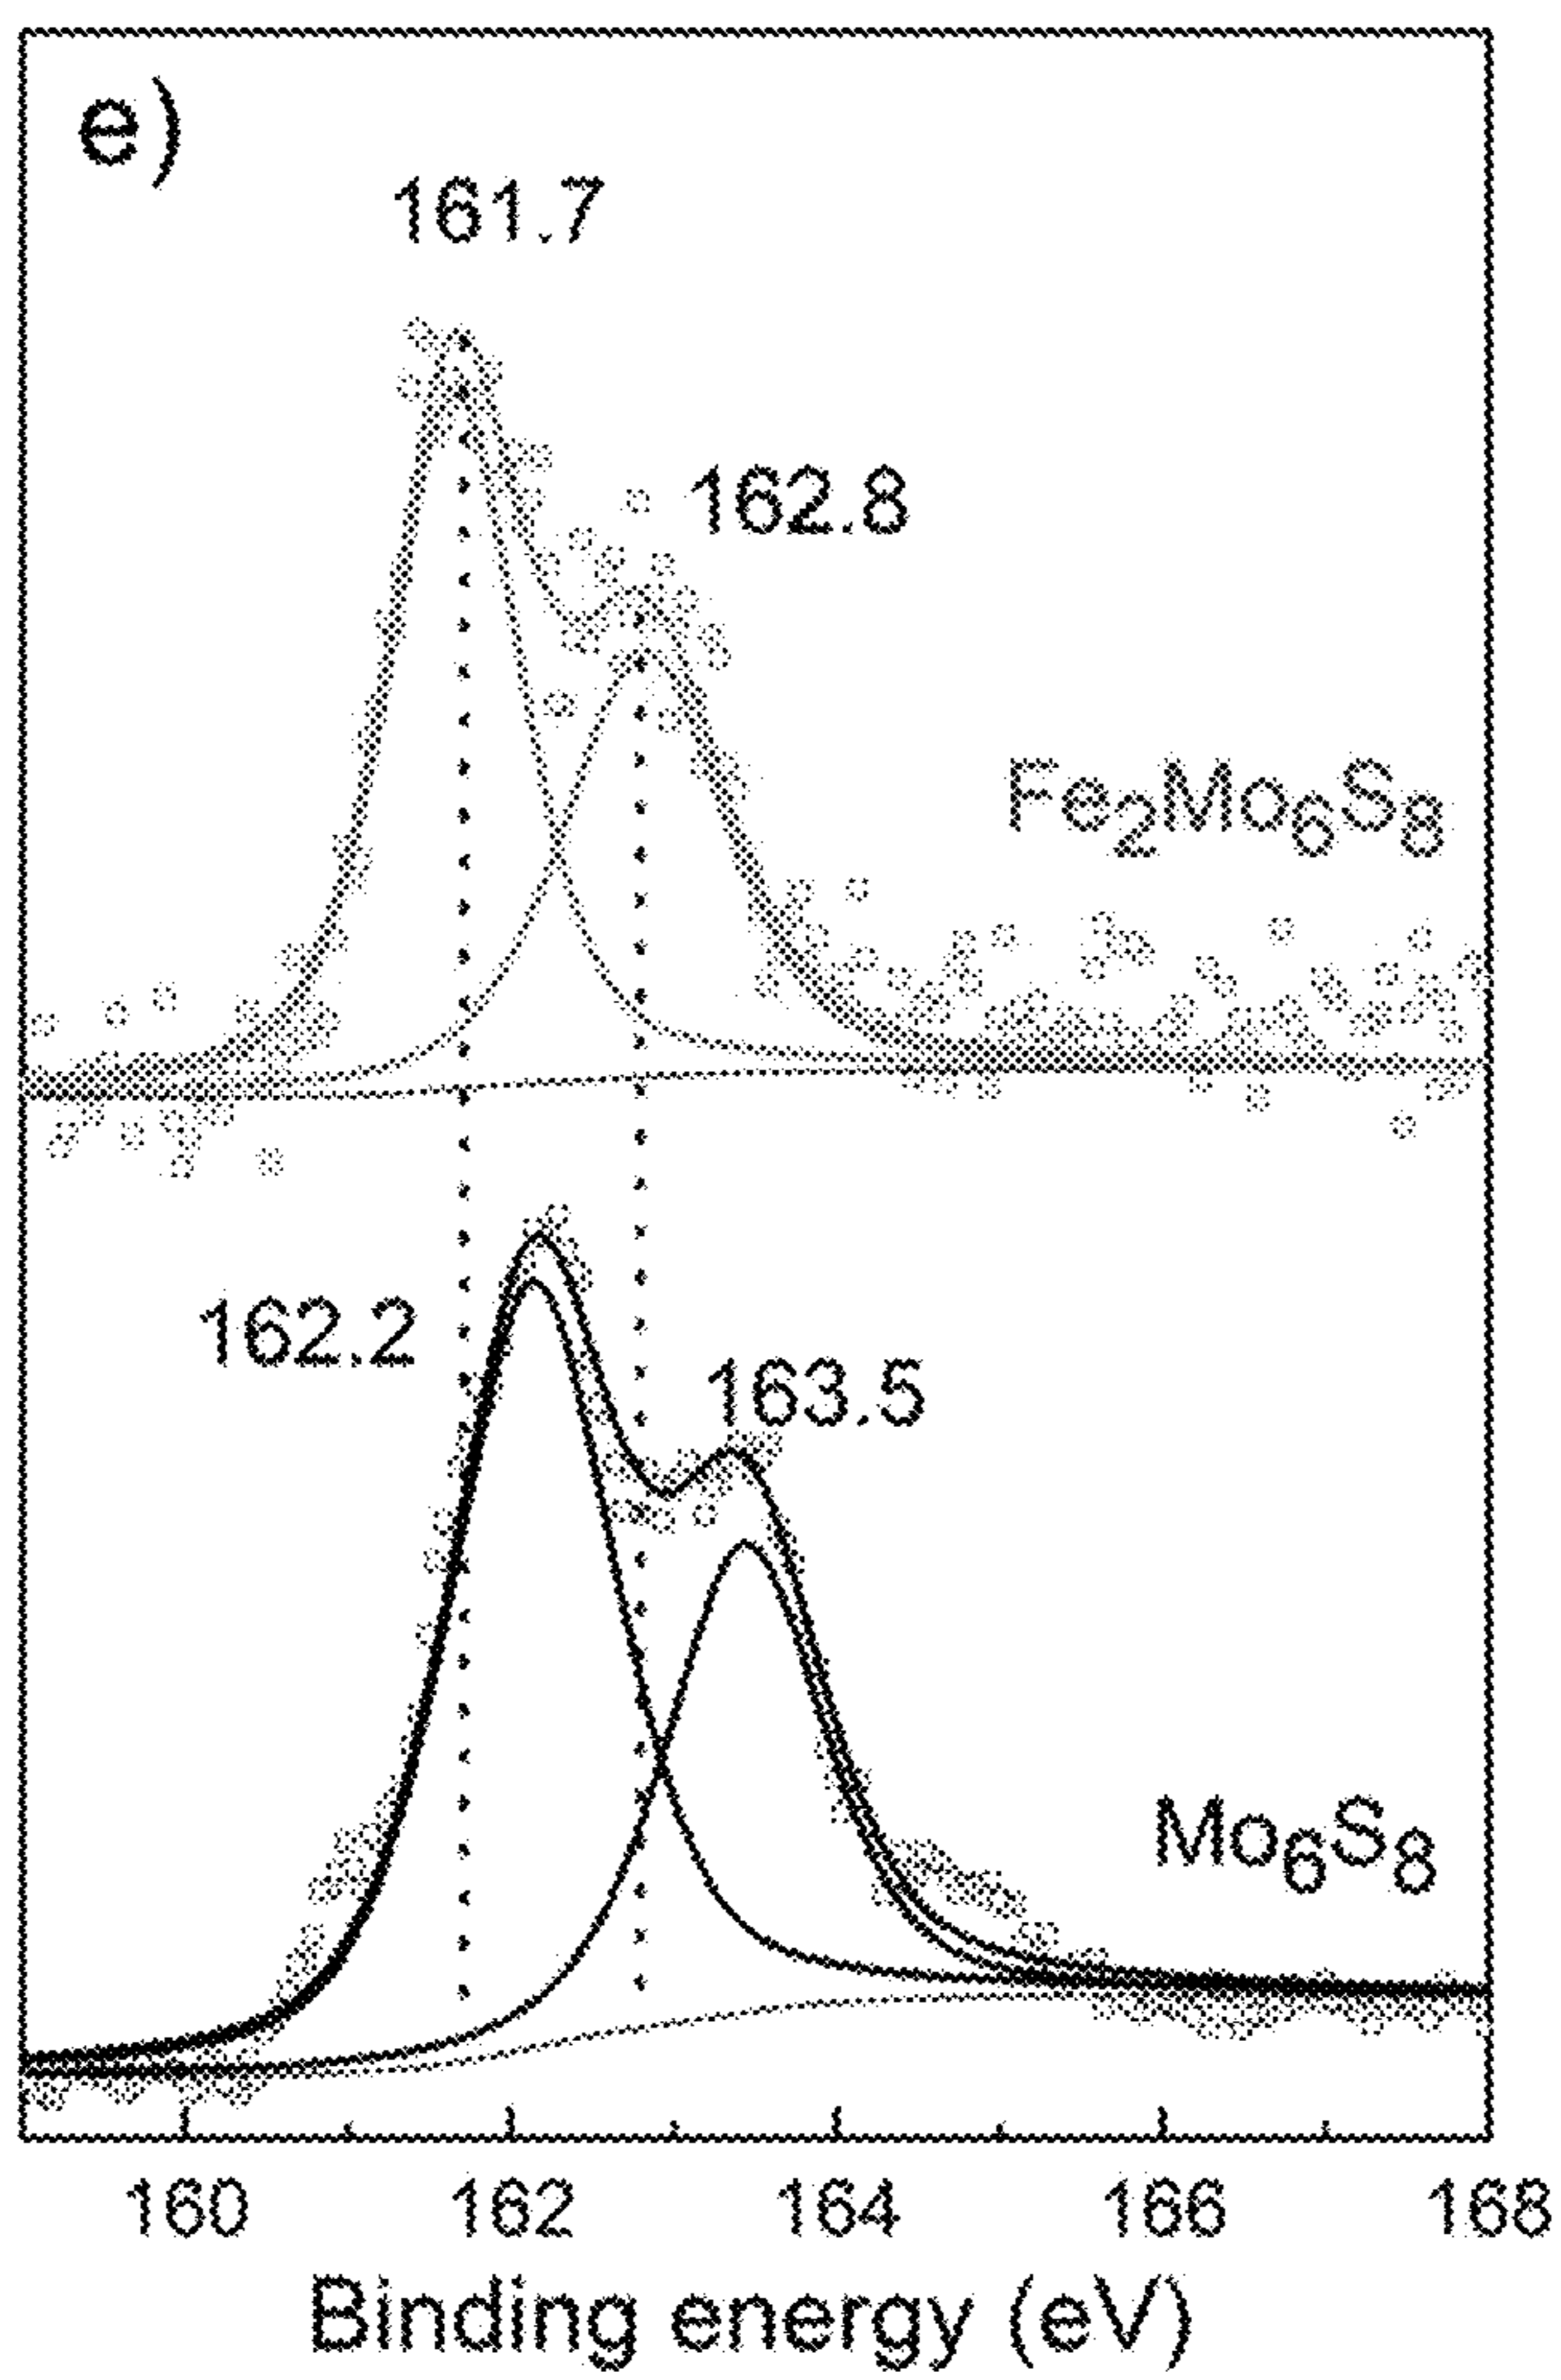 e)
161.7
162.8
Fe₂Mo₆S₈
162.2
163.5
Mo₆S₈
160 162 164 166 168
Binding energy (eV)